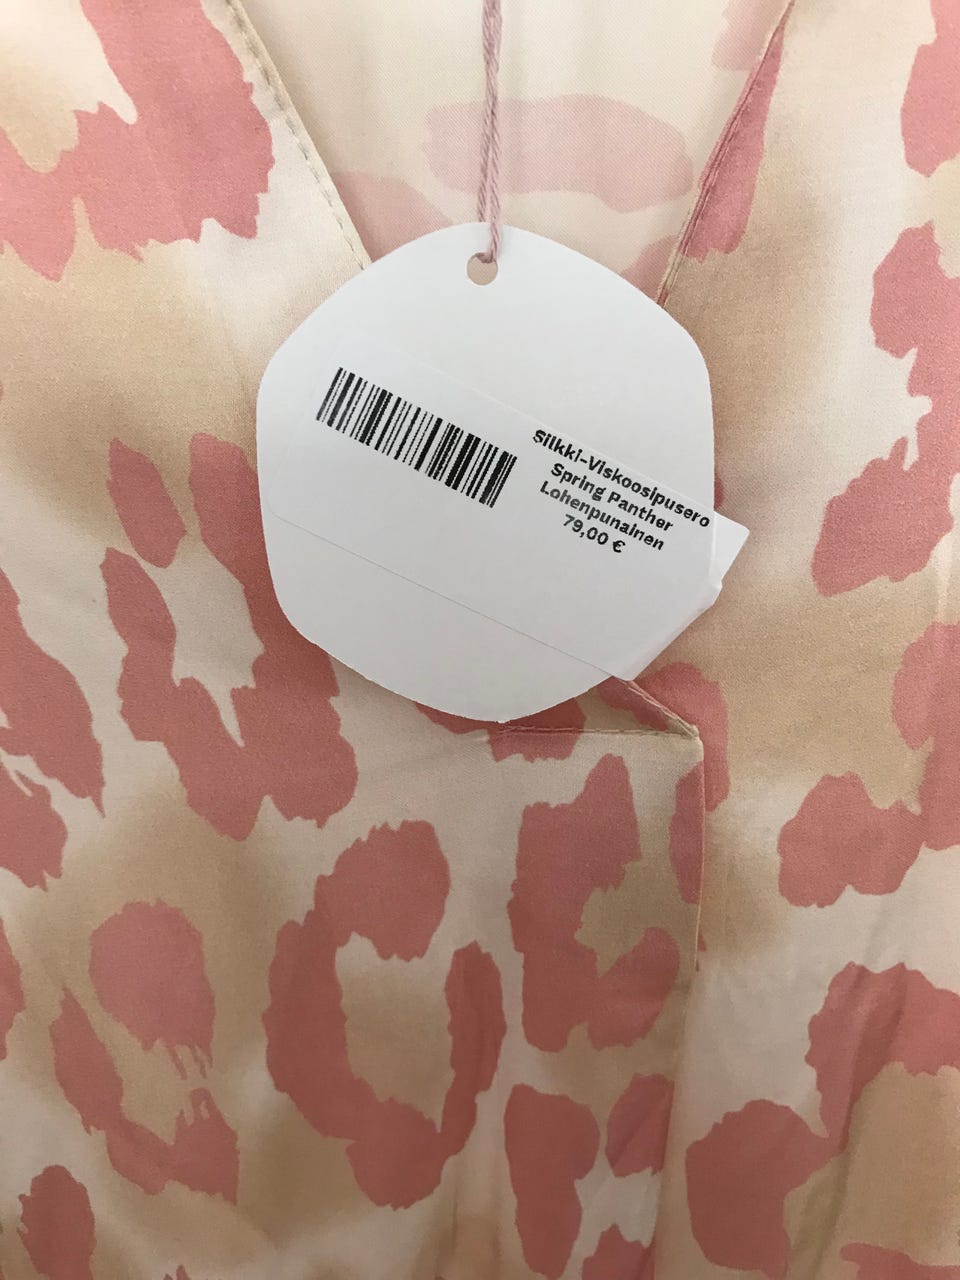 Silkki-Viskoosipusero
Spring Panther
Lohenpunainen
79,00 €